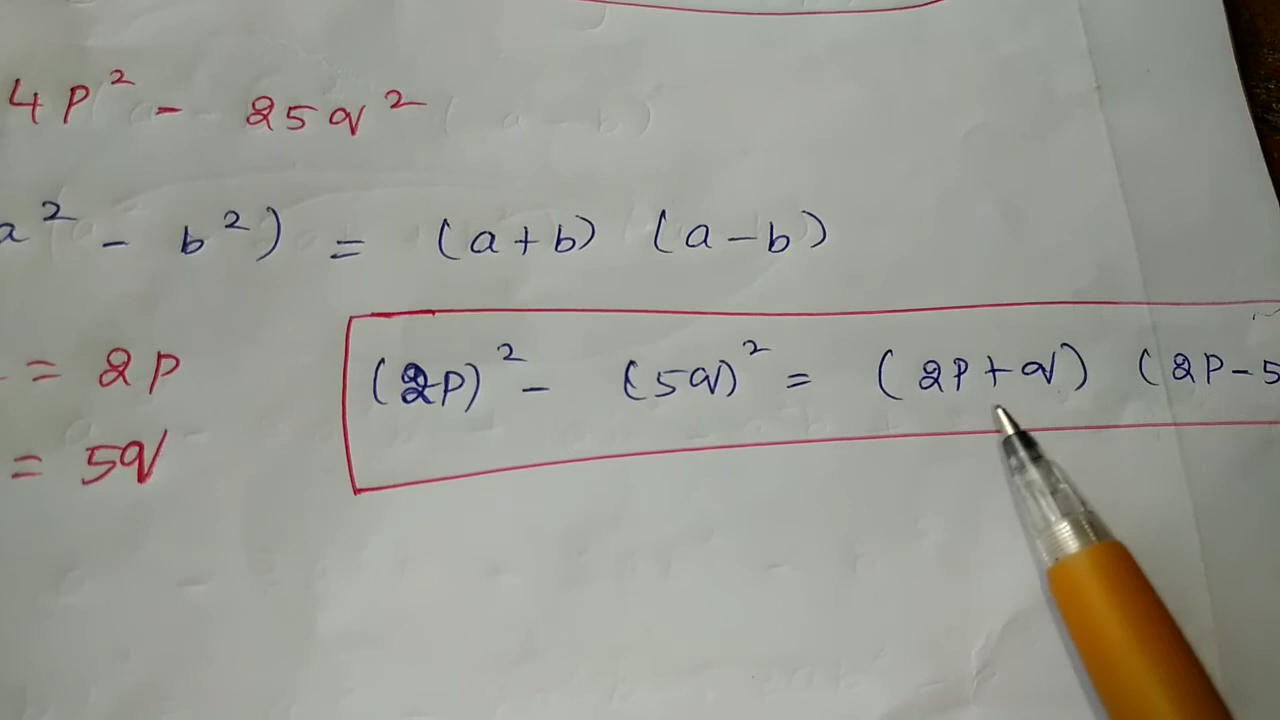 4p² - 25q²
a² - b²) = (a+b) (a-b)
= 2p
(2p)² - (5q)² = (2p+q) (2p-5
= 5q